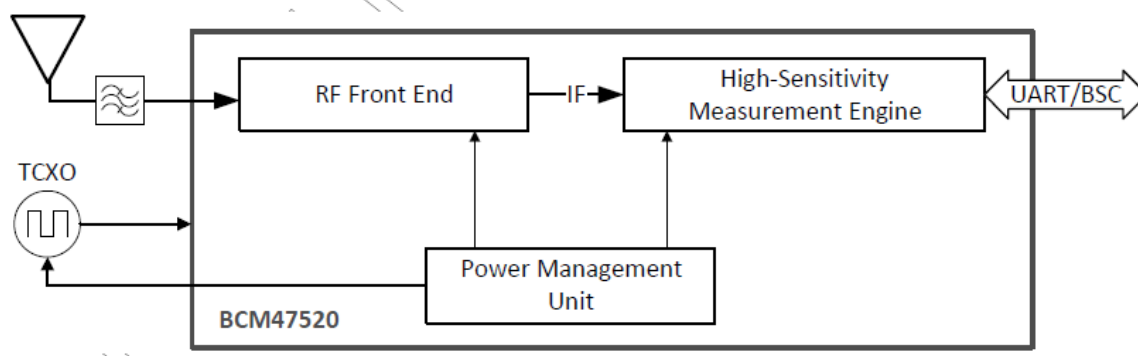 RF Front End
IF
High-Sensitivity
Measurement Engine
UART/BSC
TCXO
Power Management
Unit
BCM47520